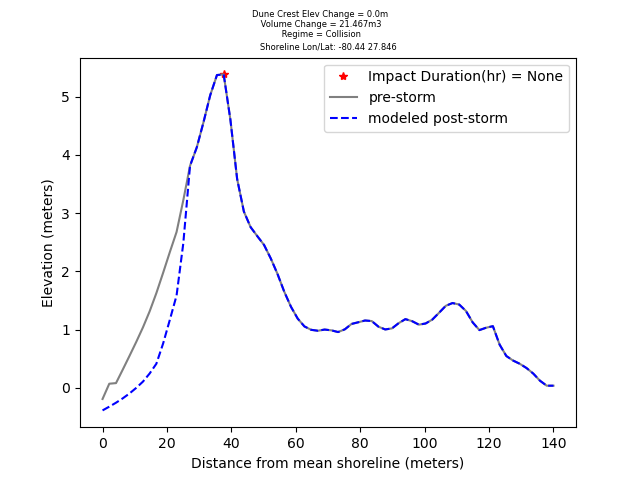 Dune Crest Elev Change = 0.0m
Volume Change = 21.467m3
Regime = Collision
Shoreline Lon/Lat: -80.44 27.846
Impact Duration(hr) = None
pre-storm
modeled post-storm
Elevation (meters)
5
4
3
2
1
0
0 20 40 60 80 100 120 140
Distance from mean shoreline (meters)